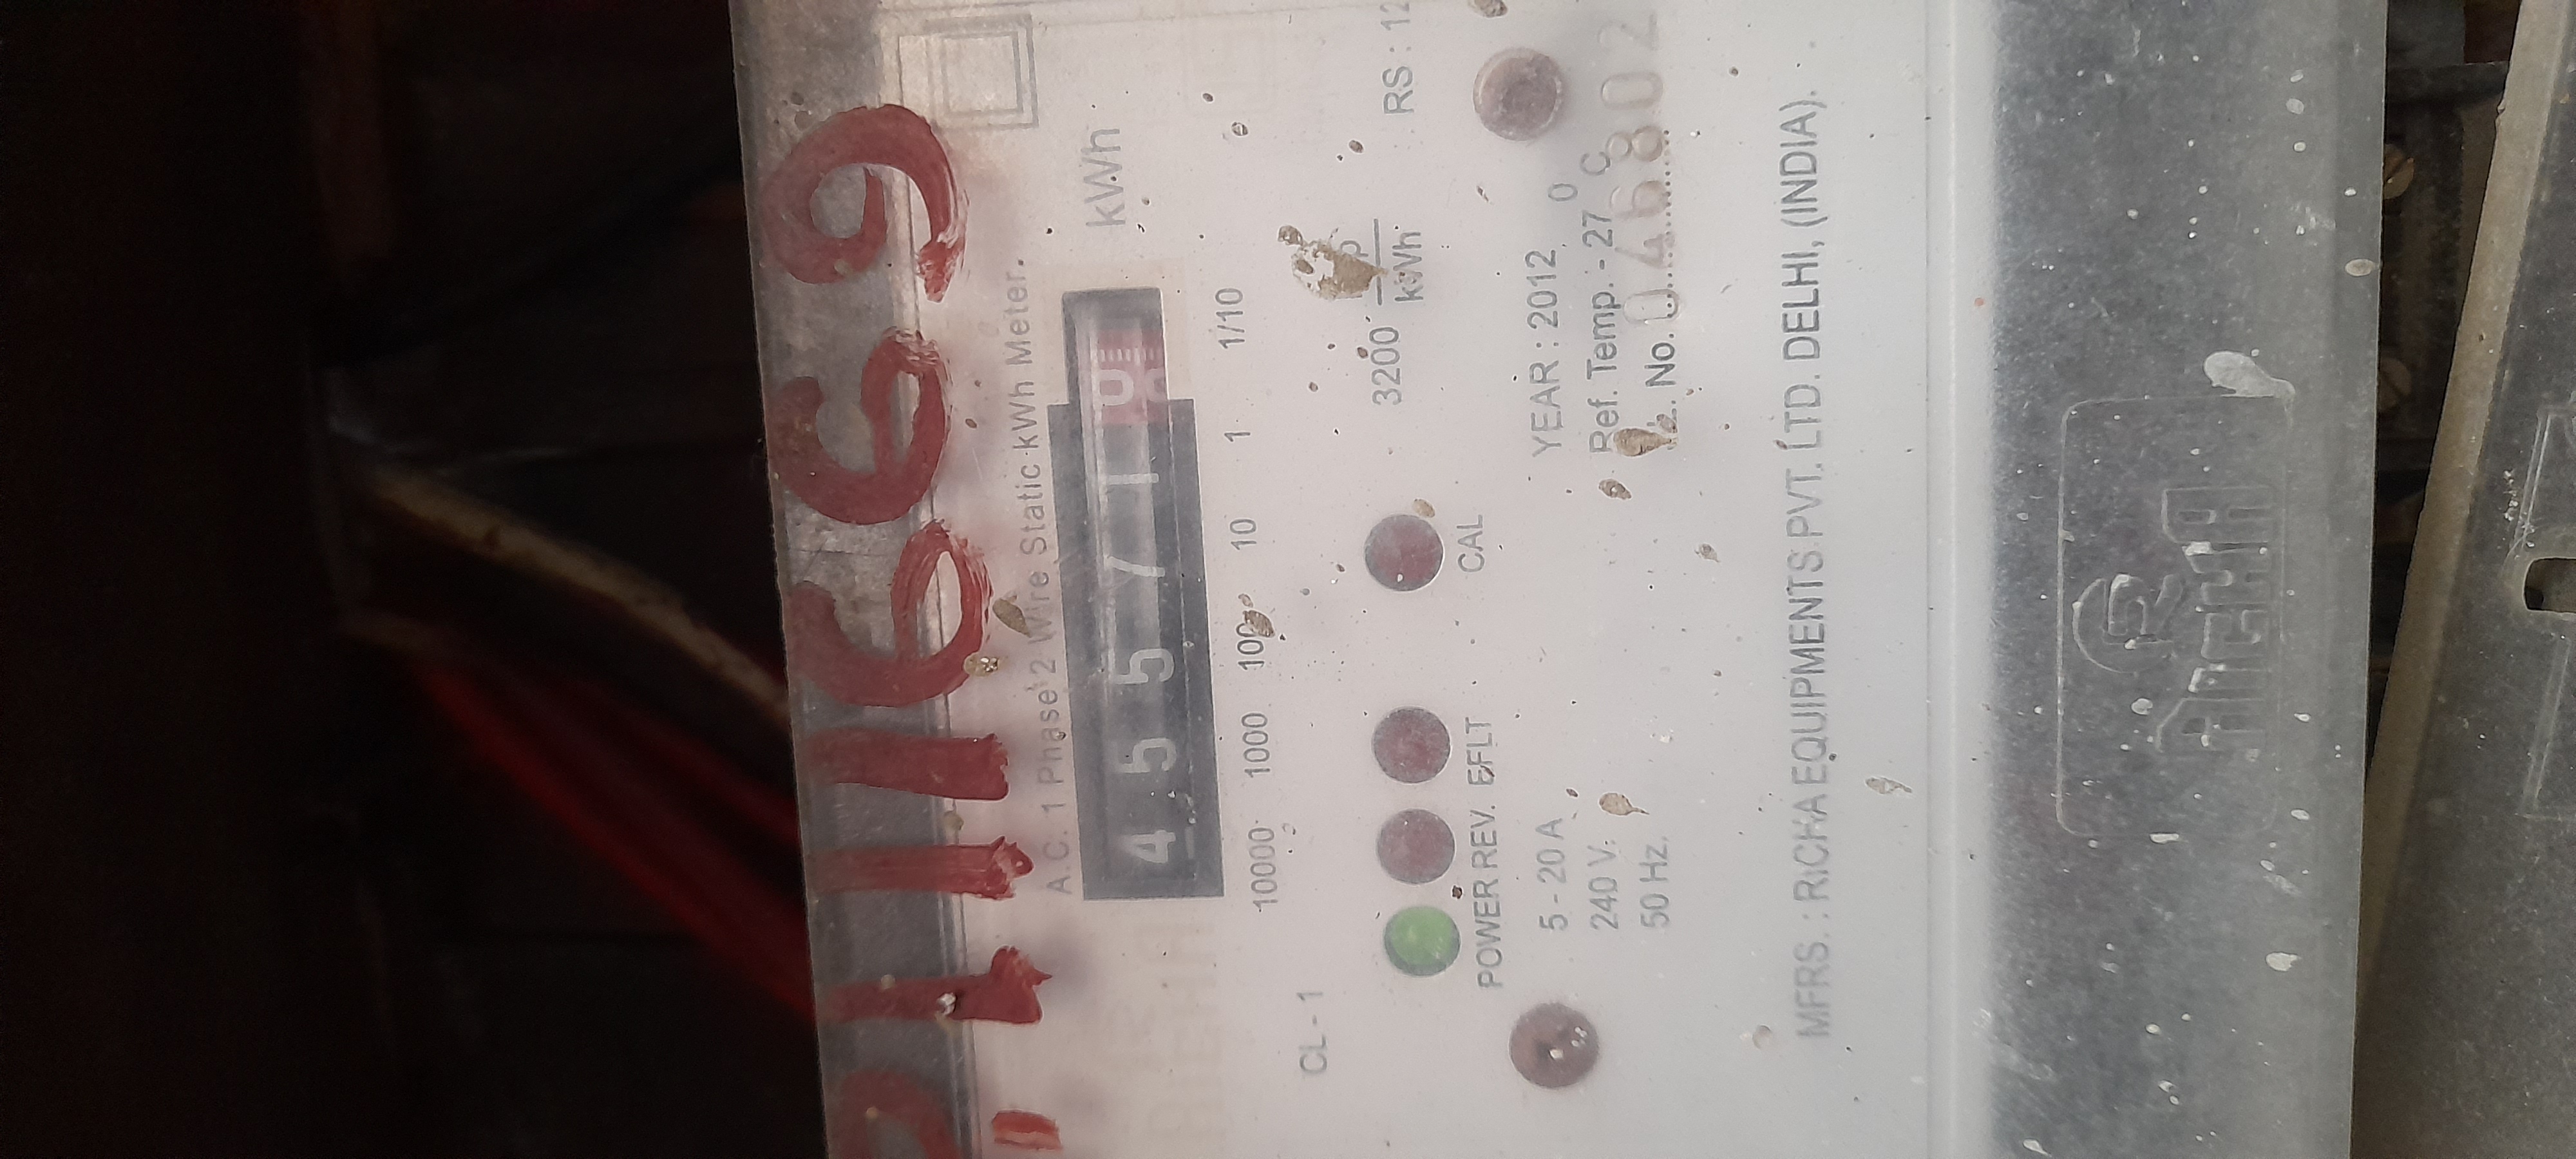 A.C. 1 Phase 2 Wire Static kWh Meter.
4 5 5 7 1 8 kWh
10000 1000 100 10 1 1/10
CL - 1
3200
kWh
RS : 12
POWER REV. EFLT CAL
5 - 20 A
240 V.
50 Hz.
YEAR : 2012
Ref. Temp. - 27 °C
No. 046802
MFRS. : RICHA EQUIPMENTS PVT. LTD. DELHI, (INDIA).
R
RICHA